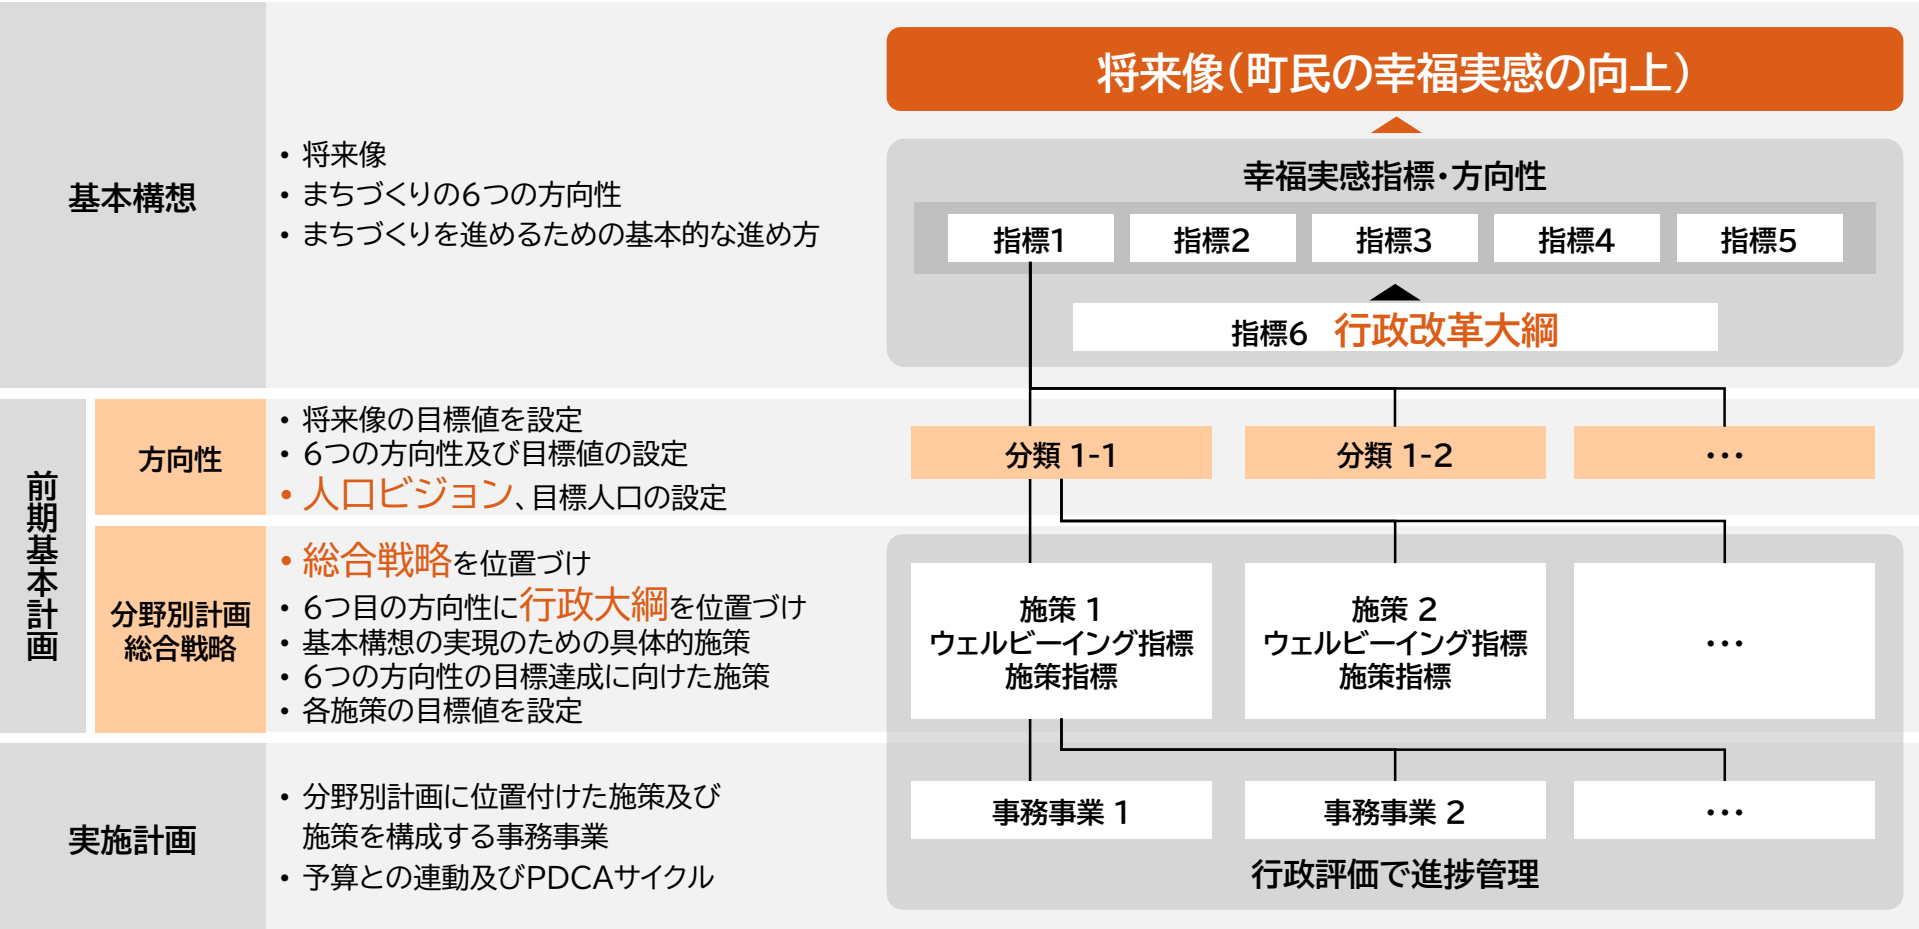 将来像(町民の幸福実感の向上)
基本構想
• 将来像
• まちづくりの6つの方向性
• まちづくりを進めるための基本的な進め方
幸福実感指標・方向性
指標1
指標2
指標3
指標4
指標5
指標6 行政改革大綱
前期基本計画
方向性
• 将来像の目標値を設定
• 6つの方向性及び目標値の設定
• 人口ビジョン、目標人口の設定
分類 1-1
分類 1-2
…
分野別計画
総合戦略
• 総合戦略を位置づけ
• 6つ目の方向性に行政大綱を位置づけ
• 基本構想の実現のための具体的施策
• 6つの方向性の目標達成に向けた施策
• 各施策の目標値を設定
施策 1
ウェルビーイング指標
施策指標
施策 2
ウェルビーイング指標
施策指標
…
実施計画
• 分野別計画に位置付けた施策及び
施策を構成する事務事業
• 予算との連動及びPDCAサイクル
事務事業 1
事務事業 2
…
行政評価で進捗管理